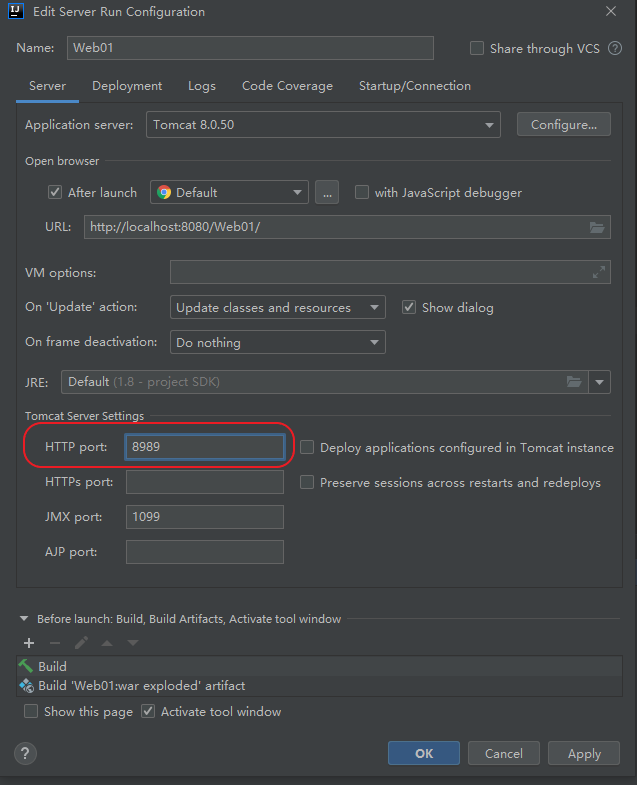 Edit Server Run Configuration
Name: Web01 Share through VCS ?
Server Deployment Logs Code Coverage Startup/Connection
Application server: Tomcat 8.0.50 Configure...
Open browser
After launch Default ... with JavaScript debugger
URL: http://localhost:8080/Web01/
VM options:
On 'Update' action: Update classes and resources Show dialog
On frame deactivation: Do nothing
JRE: Default (1.8 - project SDK)
Tomcat Server Settings
HTTP port: 8989 Deploy applications configured in Tomcat instance
HTTPs port: Preserve sessions across restarts and redeploys
JMX port: 1099
AJP port:
Before launch: Build, Build Artifacts, Activate tool window
Build
Build 'Web01:war exploded' artifact
Show this page Activate tool window
? OK Cancel Apply